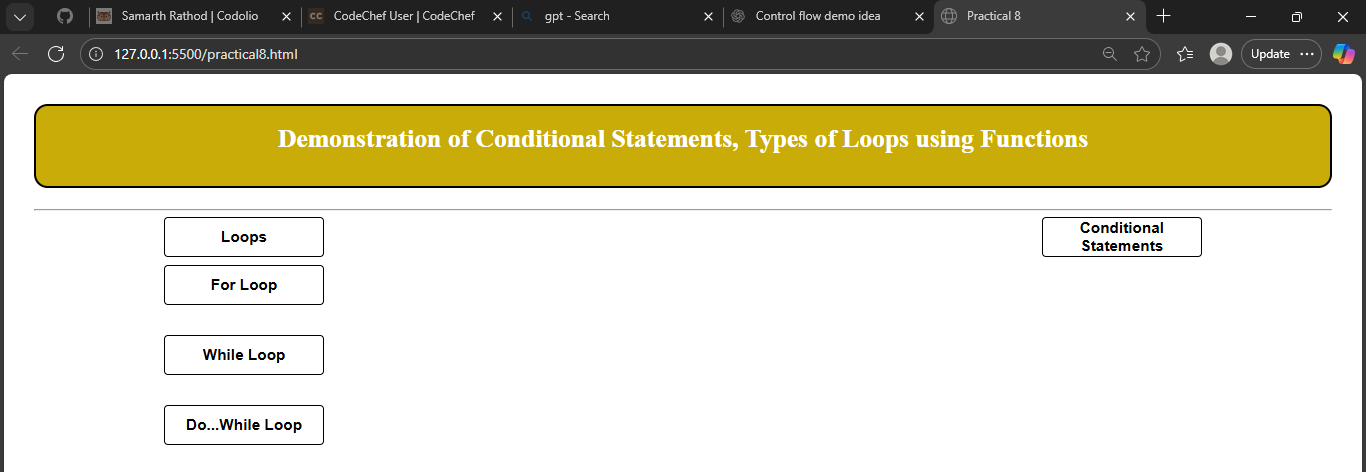 Samarth Rathod | Codolio
CC CodeChef User | CodeChef
gpt - Search
Control flow demo idea
Practical 8
127.0.0.1:5500/practical8.html
Update
Demonstration of Conditional Statements, Types of Loops using Functions
Loops
Conditional
Statements
For Loop
While Loop
Do...While Loop